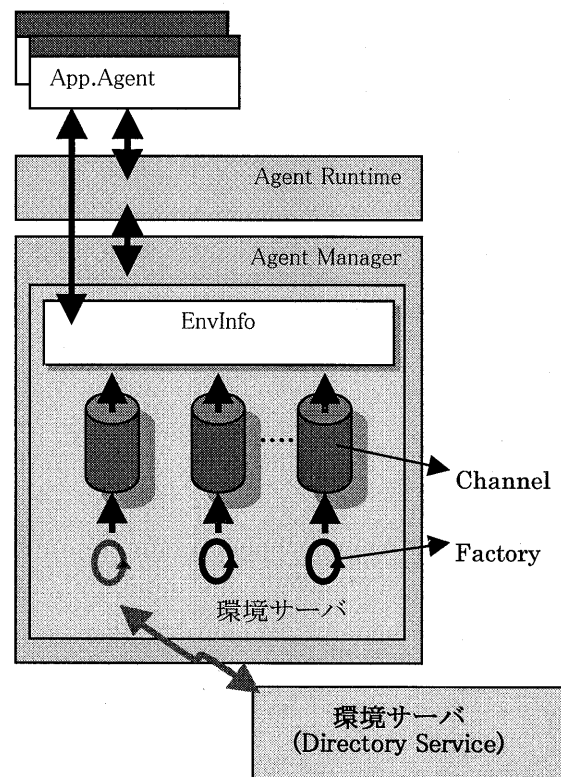 App.Agent
Agent Runtime
Agent Manager
EnvInfo
Channel
Factory
環境サーバ
環境サーバ
(Directory Service)